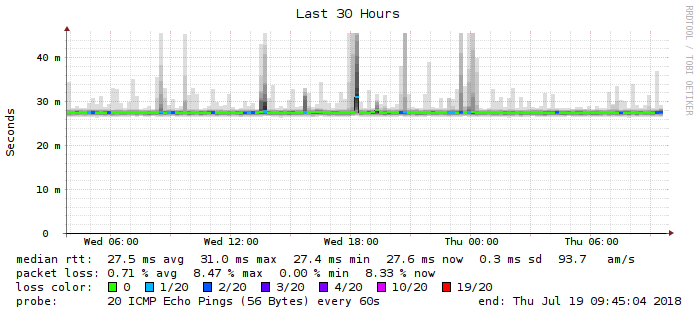 Last 30 Hours
RRDTOOL / TOBI OETIKER
Seconds
40 m
30 m
20 m
10 m
0
Wed 06:00 Wed 12:00 Wed 18:00 Thu 00:00 Thu 06:00
median rtt: 27.5 ms avg 31.0 ms max 27.4 ms min 27.6 ms now 0.3 ms sd 93.7 am/s
packet loss: 0.71 % avg 8.47 % max 0.00 % min 8.33 % now
loss color: 0 1/20 2/20 3/20 4/20 10/20 19/20
probe: 20 ICMP Echo Pings (56 Bytes) every 60s end: Thu Jul 19 09:45:04 2018